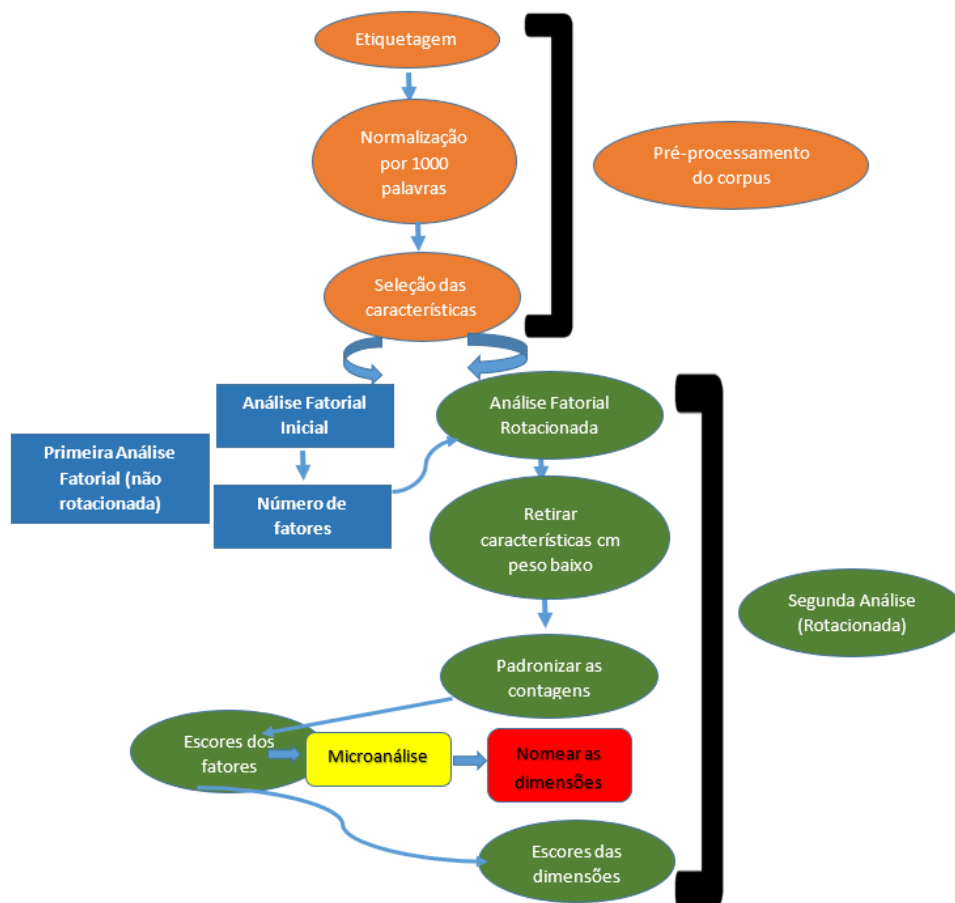 Etiquetagem
Normalização
por 1000
palavras
Pré-processamento
do corpus
Seleção das
características
Análise Fatorial
Inicial
Análise Fatorial
Rotacionada
Primeira Análise
Fatorial (não
rotacionada)
Número de
fatores
Retirar
características cm
peso baixo
Segunda Análise
(Rotacionada)
Padronizar as
contagens
Escores dos
fatores
Microanálise
Nomear as
dimensões
Escores das
dimensões